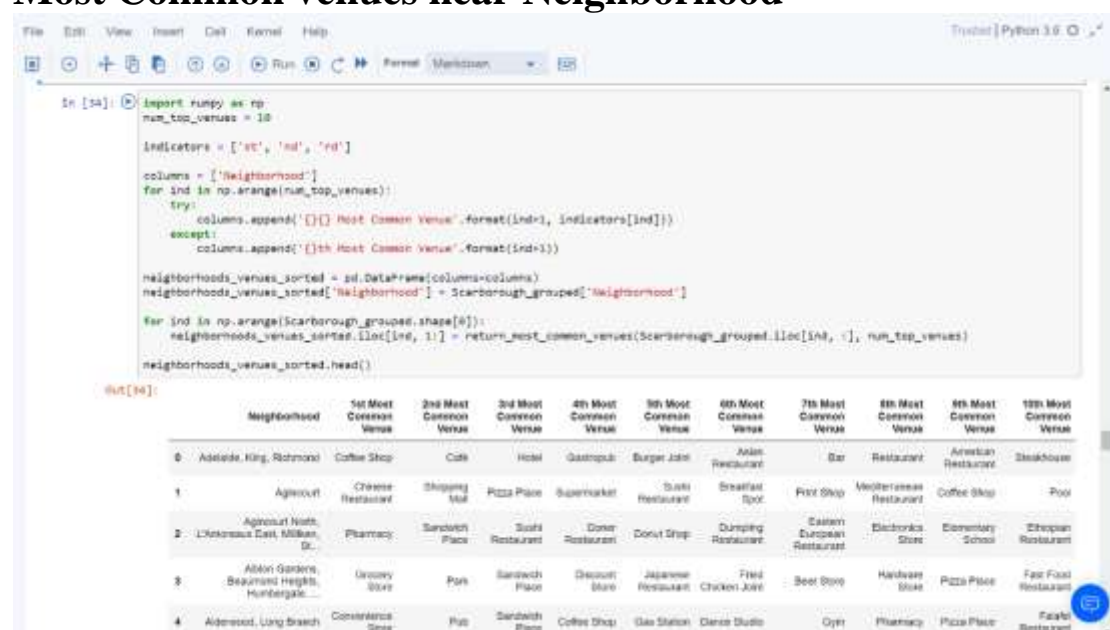 Most Common venues near Neighborhood
File Edit View Insert Cell Kernel Help
Trusted | Python 3.6
Run Format Markdown
In [34]: import numpy as np
num_top_venues = 10
indicators = ['st', 'nd', 'rd']
columns = ['Neighborhood']
for ind in np.arange(num_top_venues):
try:
columns.append('{}{} Most Common Venue'.format(ind+1, indicators[ind]))
except:
columns.append('{}th Most Common Venue'.format(ind+1))
neighborhoods_venues_sorted = pd.DataFrame(columns=columns)
neighborhoods_venues_sorted['Neighborhood'] = Scarborough_grouped['Neighborhood']
for ind in np.arange(Scarborough_grouped.shape[0]):
neighborhoods_venues_sorted.iloc[ind, 1:] = return_most_common_venues(Scarborough_grouped.iloc[ind, :], num_top_venues)
neighborhoods_venues_sorted.head()
Out[34]:
Neighborhood 1st Most Common Venue 2nd Most Common Venue 3rd Most Common Venue 4th Most Common Venue 5th Most Common Venue 6th Most Common Venue 7th Most Common Venue 8th Most Common Venue 9th Most Common Venue 10th Most Common Venue
0 Adelaide, King, Richmond Coffee Shop Café Hotel Gastropub Burger Joint Asian Restaurant Bar Restaurant American Restaurant Steakhouse
1 Agincourt Chinese Restaurant Shopping Mall Pizza Place Supermarket Sushi Restaurant Breakfast Spot Print Shop Mediterranean Restaurant Coffee Shop Pool
2 Agincourt North, L'Amoreaux East, Milliken, St... Pharmacy Sandwich Place Sushi Restaurant Doner Restaurant Donut Shop Dumpling Restaurant Eastern European Restaurant Electronics Store Elementary School Ethiopian Restaurant
3 Albion Gardens, Beaumond Heights, Humbergate, ... Grocery Store Park Sandwich Place Discount Store Japanese Restaurant Fried Chicken Joint Beer Store Hardware Store Pizza Place Fast Food Restaurant
4 Alderwood, Long Branch Convenience Store Pub Sandwich Place Coffee Shop Gas Station Dance Studio Gym Pharmacy Pizza Place Falafel Restaurant